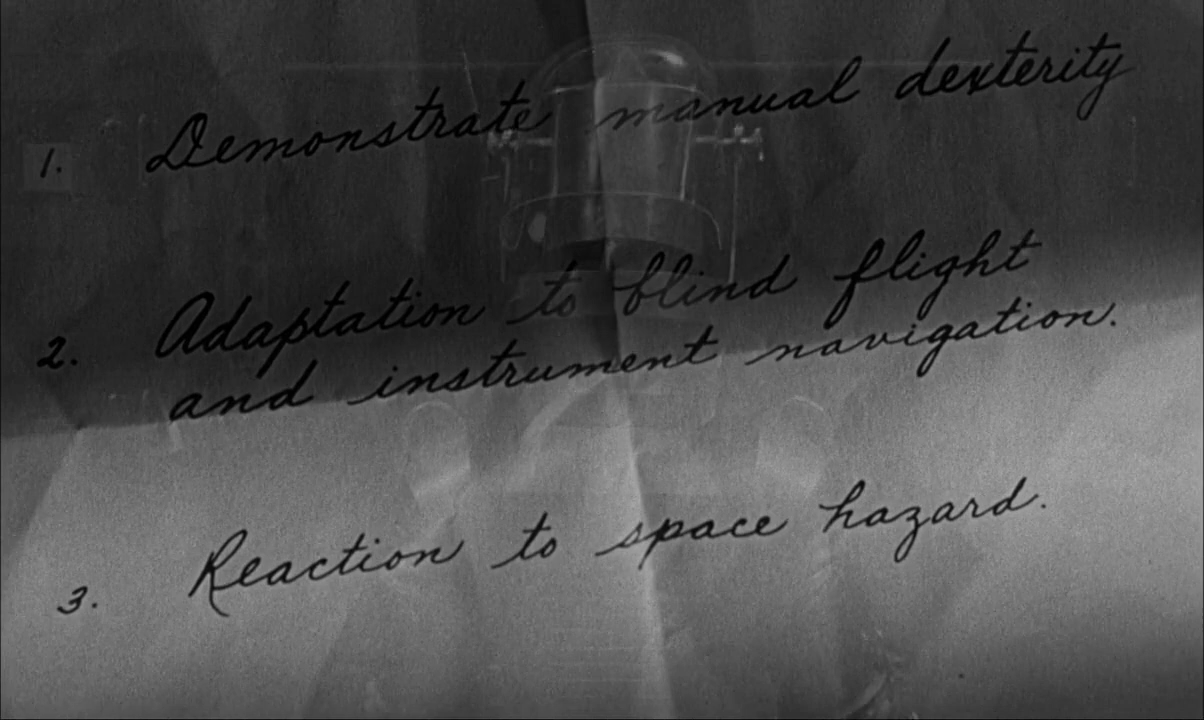 1. Demonstrate manual dexterity
2. Adaptation to blind flight
and instrument navigation.
3. Reaction to space hazard.